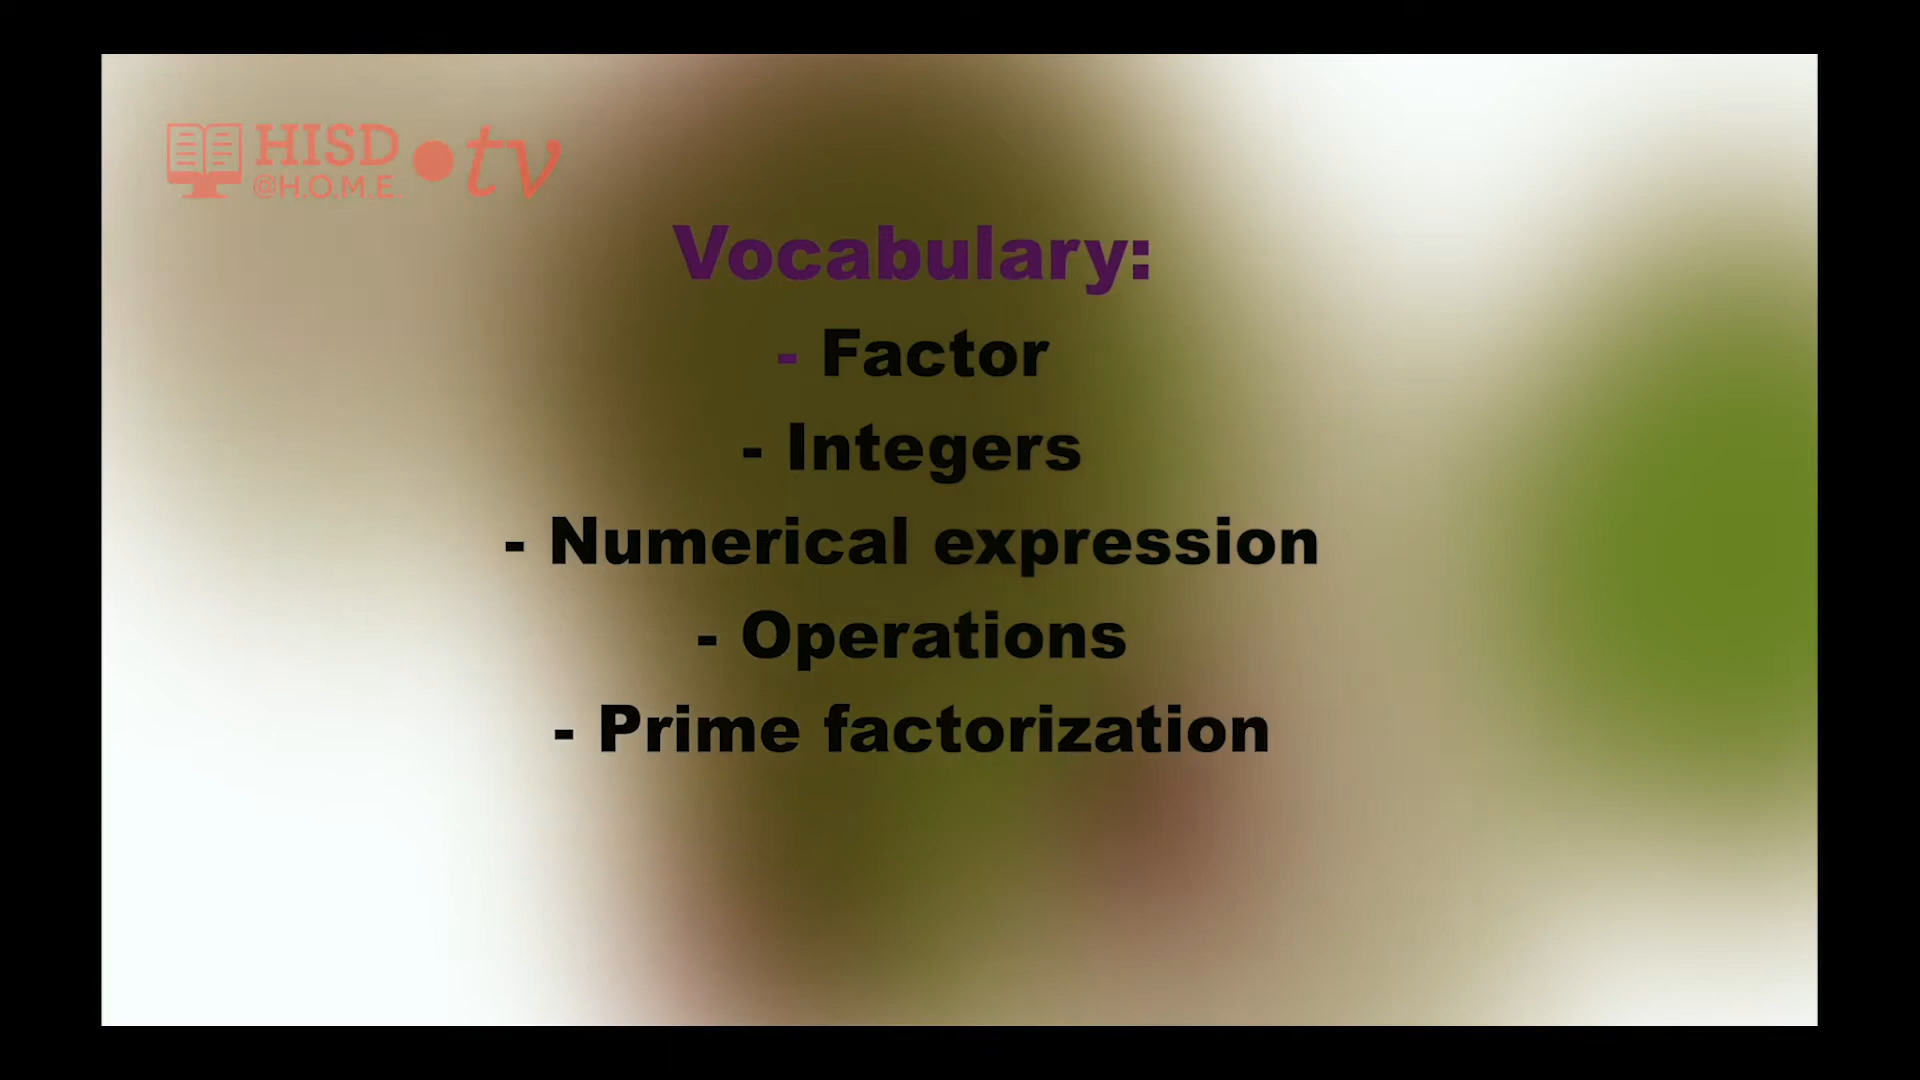 HISD
@H.O.M.E.
•tv
Vocabulary:
- Factor
- Integers
- Numerical expression
- Operations
- Prime factorization